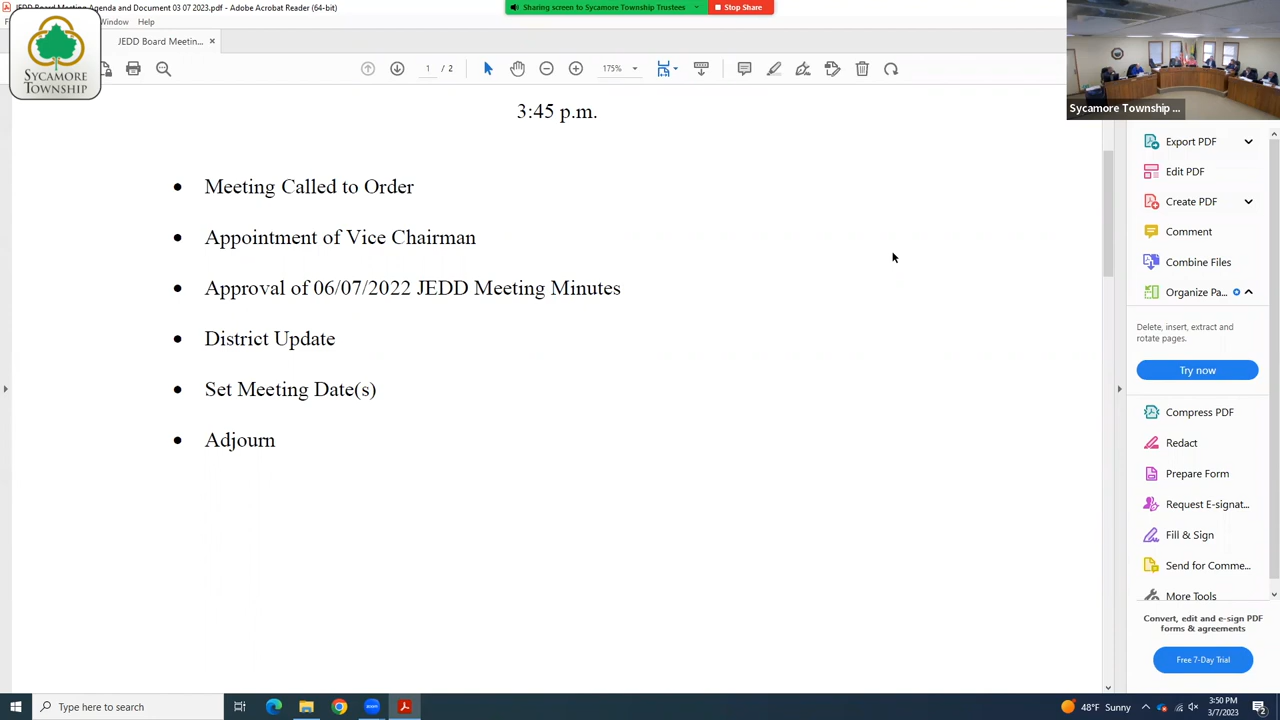 JEDD Board Meeting Agenda and Document 03 07 2023.pdf - Adobe Acrobat Reader (64-bit)
Sharing screen to Sycamore Township Trustees
Stop Share
Window Help
JEDD Board Meetin...
SYCAMORE
TOWNSHIP
1 / 2
175%
Sycamore Township ...
3:45 p.m.
• Meeting Called to Order
• Appointment of Vice Chairman
• Approval of 06/07/2022 JEDD Meeting Minutes
• District Update
• Set Meeting Date(s)
• Adjourn
Export PDF
Edit PDF
Create PDF
Comment
Combine Files
Organize Pa...
Delete, insert, extract and
rotate pages.
Try now
Compress PDF
Redact
Prepare Form
Request E-signat...
Fill & Sign
Send for Comme...
More Tools
Convert, edit and e-sign PDF
forms & agreements
Free 7-Day Trial
Type here to search
48°F Sunny
3:50 PM
3/7/2023
2